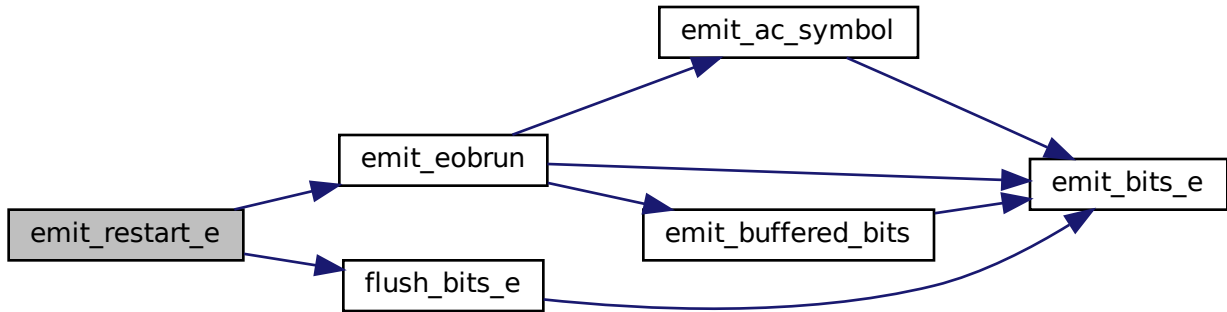 emit_ac_symbol
emit_eobrun
emit_bits_e
emit_restart_e
emit_buffered_bits
flush_bits_e